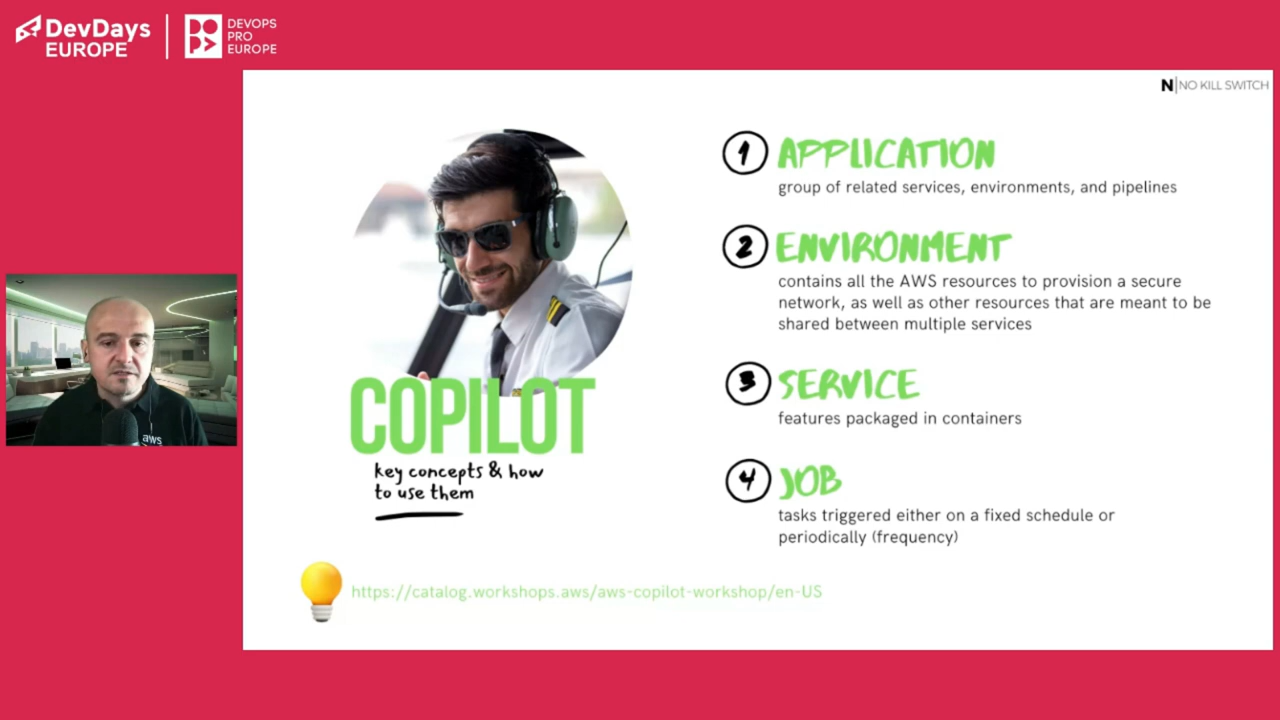 DevDays
EUROPE
DEVOPS
PRO
EUROPE
N NO KILL SWITCH
COPILOT
key concepts & how
to use them
1 APPLICATION
group of related services, environments, and pipelines
2 ENVIRONMENT
contains all the AWS resources to provision a secure
network, as well as other resources that are meant to be
shared between multiple services
3 SERVICE
features packaged in containers
4 JOB
tasks triggered either on a fixed schedule or
periodically (frequency)
https://catalog.workshops.aws/aws-copilot-workshop/en-US
aws